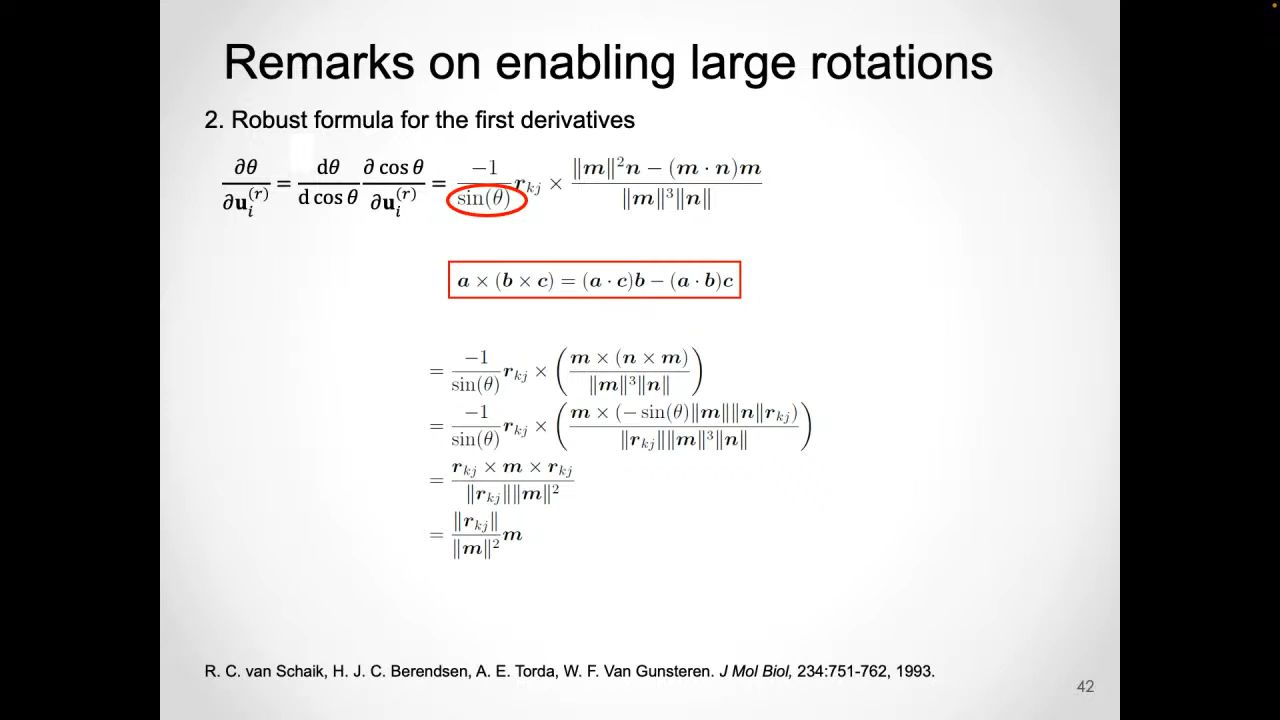 Remarks on enabling large rotations
2. Robust formula for the first derivatives
∂θ/∂u_i^(r) = dθ/d cos θ ∂ cos θ/∂u_i^(r) = −1/sin(θ) r_kj × (‖m‖²n − (m · n)m)/(‖m‖³‖n‖)
a × (b × c) = (a · c)b − (a · b)c
= −1/sin(θ) r_kj × ( m × (n × m)/(‖m‖³‖n‖) )
= −1/sin(θ) r_kj × ( m × (− sin(θ)‖m‖‖n‖r_kj)/(‖r_kj‖‖m‖³‖n‖) )
= (r_kj × m × r_kj)/(‖r_kj‖‖m‖²)
= ‖r_kj‖/‖m‖² m
R. C. van Schaik, H. J. C. Berendsen, A. E. Torda, W. F. Van Gunsteren. J Mol Biol, 234:751-762, 1993.
42